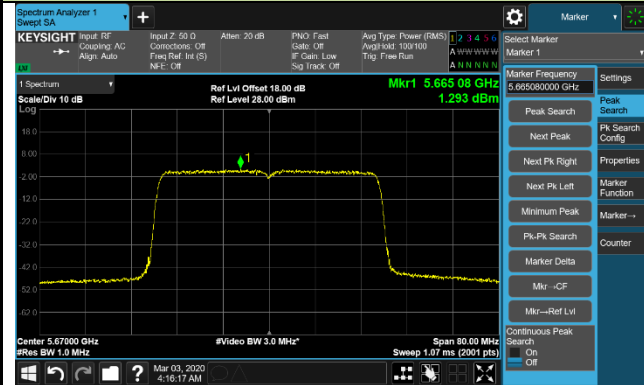 Spectrum Analyzer 1
Swept SA
Marker
KEYSIGHT
Input: RF
Coupling: AC
Align: Auto
Input Z: 50 Ω
Corrections: Off
Freq Ref: Int (S)
NFE: Off
Atten: 20 dB
PNO: Fast
Gate: Off
IF Gain: Low
Sig Track: Off
Avg Type: Power (RMS)
Avg|Hold: 100/100
Trig: Free Run
1 2 3 4 5 6
A W W W W W
A N N N N N
Select Marker
Marker 1
LXI
1 Spectrum
Scale/Div 10 dB
Log
Ref Lvl Offset 18.00 dB
Ref Level 28.00 dBm
Mkr1 5.665 08 GHz
1.293 dBm
18.0
8.00
-2.00
-12.0
-22.0
-32.0
-42.0
-52.0
-62.0
1
Center 5.67000 GHz
#Res BW 1.0 MHz
#Video BW 3.0 MHz*
Span 80.00 MHz
Sweep 1.07 ms (2001 pts)
Marker Frequency
5.665080000 GHz
Peak Search
Next Peak
Next Pk Right
Next Pk Left
Minimum Peak
Pk-Pk Search
Marker Delta
Mkr→CF
Mkr→Ref Lvl
Continuous Peak
Search
On
Off
Settings
Peak
Search
Pk Search
Config
Properties
Marker
Function
Marker→
Counter
?
Mar 03, 2020
4:16:17 AM